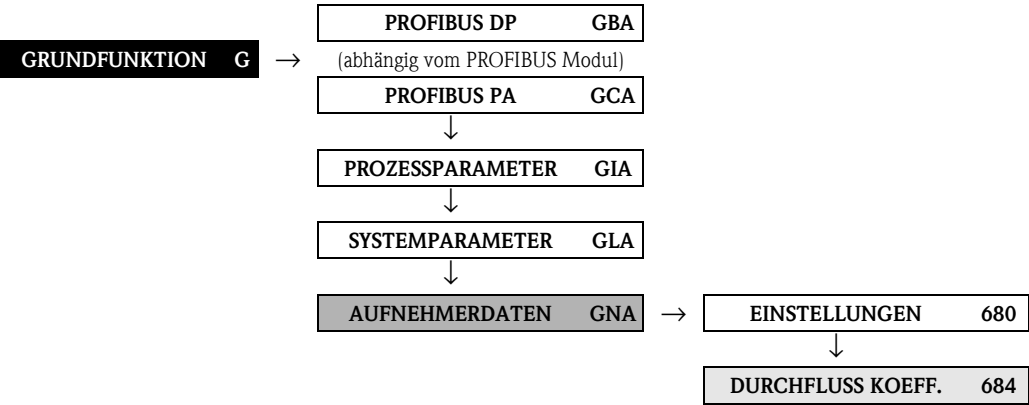 PROFIBUS DP GBA
GRUNDFUNKTION G → (abhängig vom PROFIBUS Modul)
PROFIBUS PA GCA
↓
PROZESSPARAMETER GIA
↓
SYSTEMPARAMETER GLA
↓
AUFNEHMERDATEN GNA → EINSTELLUNGEN 680
↓
DURCHFLUSS KOEFF. 684